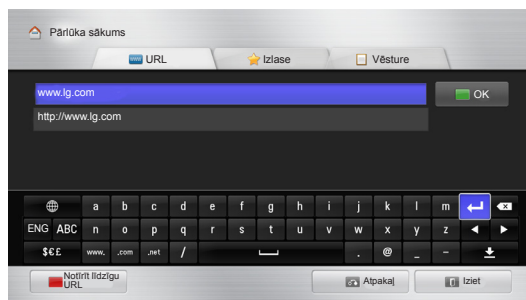 Pārlūka sākums
URL Izlase Vēsture
www.lg.com OK
http://www.lg.com
a b c d e f g h i j k l m
ENG ABC n o p q r s t u v w x y z
$€£ www. .com .net / . @ _ -
Notīrīt līdzīgu
URL
Atpakaļ Iziet